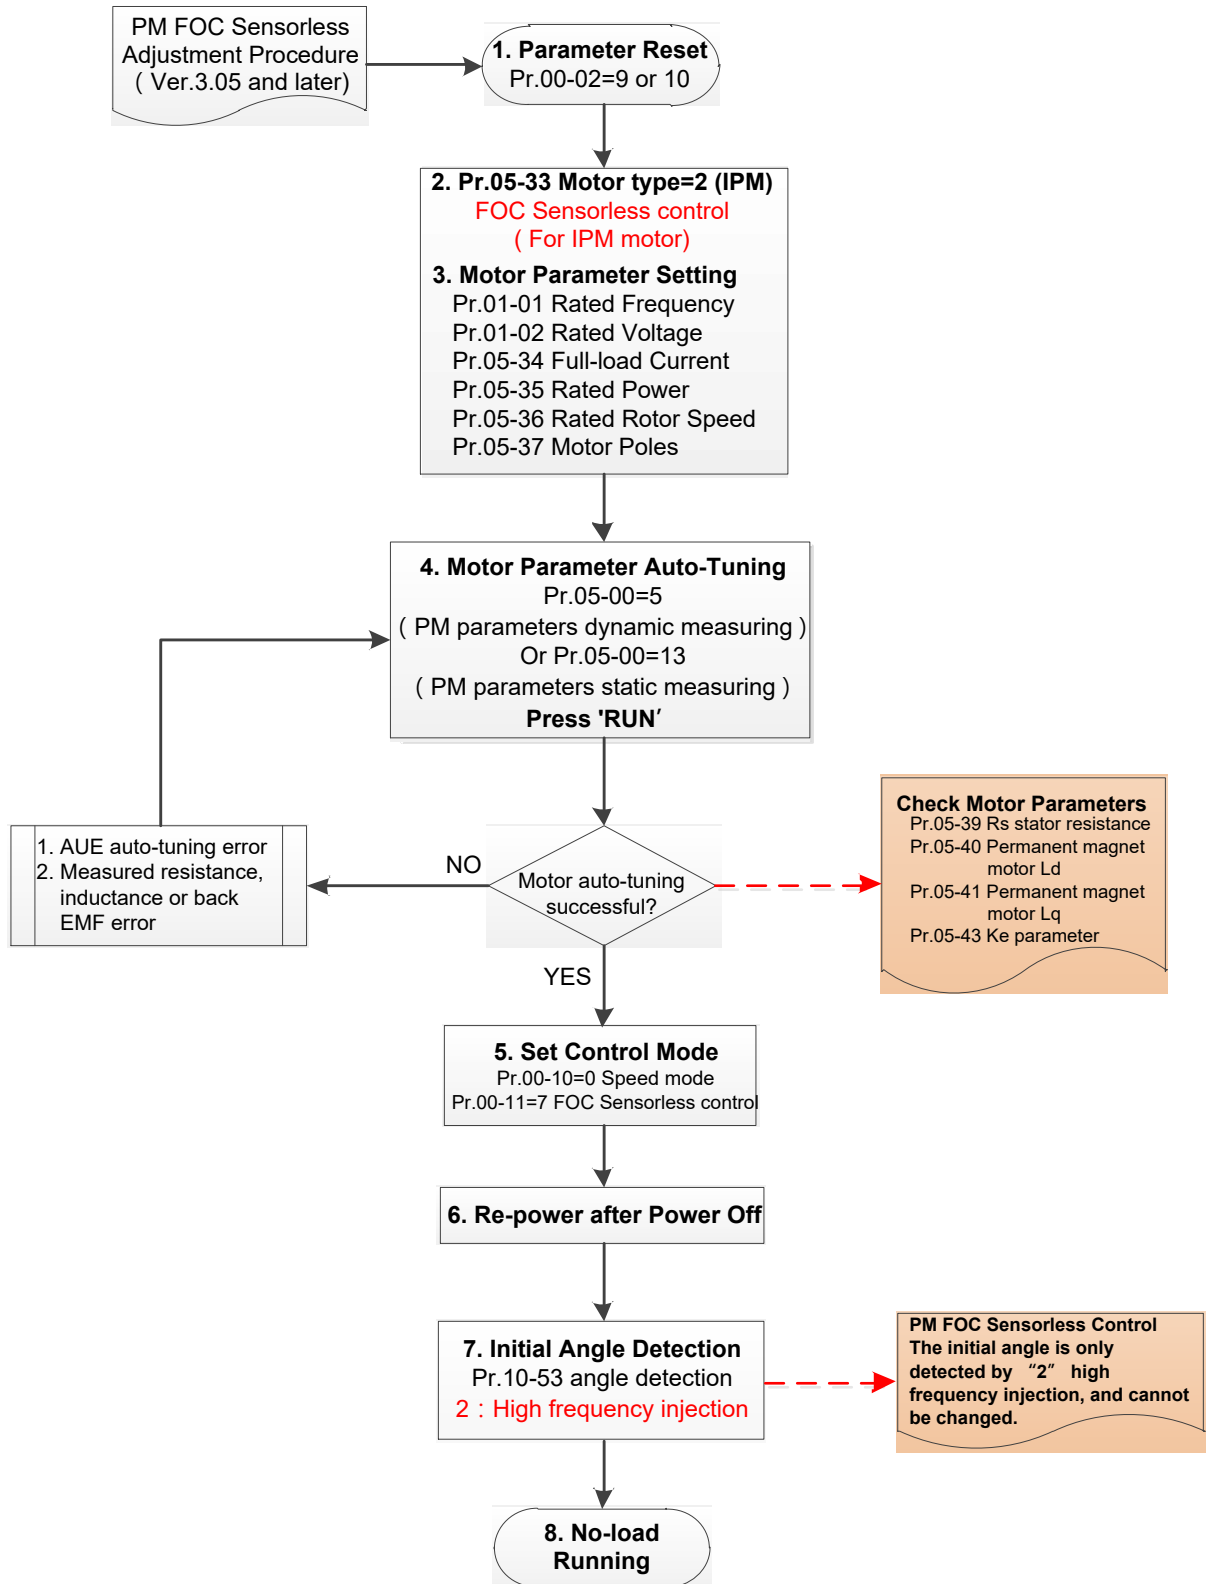 PM FOC Sensorless
Adjustment Procedure
( Ver.3.05 and later)
1. Parameter Reset
Pr.00-02=9 or 10
2. Pr.05-33 Motor type=2 (IPM)
FOC Sensorless control
( For IPM motor)
3. Motor Parameter Setting
Pr.01-01 Rated Frequency
Pr.01-02 Rated Voltage
Pr.05-34 Full-load Current
Pr.05-35 Rated Power
Pr.05-36 Rated Rotor Speed
Pr.05-37 Motor Poles
4. Motor Parameter Auto-Tuning
Pr.05-00=5
( PM parameters dynamic measuring )
Or Pr.05-00=13
( PM parameters static measuring )
Press 'RUN′
Motor auto-tuning
successful?
NO
1. AUE auto-tuning error
2. Measured resistance,
inductance or back
EMF error
Check Motor Parameters
Pr.05-39 Rs stator resistance
Pr.05-40 Permanent magnet
motor Ld
Pr.05-41 Permanent magnet
motor Lq
Pr.05-43 Ke parameter
YES
5. Set Control Mode
Pr.00-10=0 Speed mode
Pr.00-11=7 FOC Sensorless control
6. Re-power after Power Off
7. Initial Angle Detection
Pr.10-53 angle detection
2 : High frequency injection
PM FOC Sensorless Control
The initial angle is only
detected by “2” high
frequency injection, and cannot
be changed.
8. No-load
Running